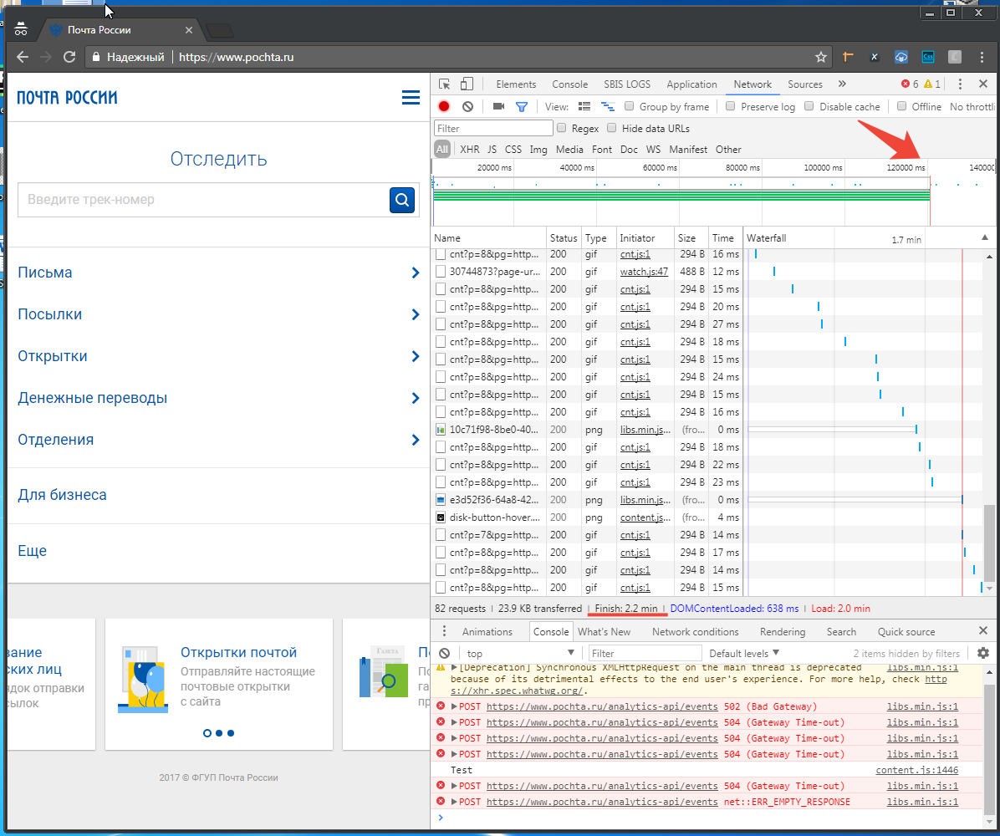 Почта России
Надежный https://www.pochta.ru
ПОЧТА РОССИИ
Отследить
Введите трек-номер
Письма
Посылки
Открытки
Денежные переводы
Отделения
Для бизнеса
Еще
вание
ских лиц
ядок отправки
сылок
Открытки почтой
Отправляйте настоящие
почтовые открытки
с сайта
ГАЗЕТА
2017 © ФГУП Почта России
Elements Console SBIS LOGS Application Network Sources » 6 1
View: Group by frame Preserve log Disable cache Offline No throttli
Filter Regex Hide data URLs
All XHR JS CSS Img Media Font Doc WS Manifest Other
20000 ms 40000 ms 60000 ms 80000 ms 100000 ms 120000 ms 140000
Name Status Type Initiator Size Time Waterfall 1.7 min
cnt?p=8&pg=http... 200 gif cnt.js:1 294 B 16 ms
30744873?page-ur... 200 gif watch.js:47 488 B 12 ms
cnt?p=8&pg=http... 200 gif cnt.js:1 294 B 15 ms
cnt?p=8&pg=http... 200 gif cnt.js:1 294 B 20 ms
cnt?p=8&pg=http... 200 gif cnt.js:1 294 B 27 ms
cnt?p=8&pg=http... 200 gif cnt.js:1 294 B 18 ms
cnt?p=8&pg=http... 200 gif cnt.js:1 294 B 15 ms
cnt?p=8&pg=http... 200 gif cnt.js:1 294 B 24 ms
cnt?p=8&pg=http... 200 gif cnt.js:1 294 B 15 ms
cnt?p=8&pg=http... 200 gif cnt.js:1 294 B 16 ms
10c71f98-8be0-40... 200 png libs.min.js... (fro... 0 ms
cnt?p=8&pg=http... 200 gif cnt.js:1 294 B 18 ms
cnt?p=8&pg=http... 200 gif cnt.js:1 294 B 22 ms
cnt?p=8&pg=http... 200 gif cnt.js:1 294 B 23 ms
e3d52f36-64a8-42... 200 png libs.min.js... (fro... 0 ms
disk-button-hover.... 200 png content.js... (fro... 4 ms
cnt?p=7&pg=http... 200 gif cnt.js:1 294 B 14 ms
cnt?p=8&pg=http... 200 gif cnt.js:1 294 B 17 ms
cnt?p=8&pg=http... 200 gif cnt.js:1 294 B 14 ms
cnt?p=8&pg=http... 200 gif cnt.js:1 294 B 15 ms
82 requests | 23.9 KB transferred | Finish: 2.2 min | DOMContentLoaded: 638 ms | Load: 2.0 min
Animations Console What's New Network conditions Rendering Search Quick source
top Filter Default levels 2 items hidden by filters
[Deprecation] Synchronous XMLHttpRequest on the main thread is deprecated libs.min.js:1
because of its detrimental effects to the end user's experience. For more help, check http
s://xhr.spec.whatwg.org/.
POST https://www.pochta.ru/analytics-api/events 502 (Bad Gateway) libs.min.js:1
POST https://www.pochta.ru/analytics-api/events 504 (Gateway Time-out) libs.min.js:1
POST https://www.pochta.ru/analytics-api/events 504 (Gateway Time-out) libs.min.js:1
POST https://www.pochta.ru/analytics-api/events 504 (Gateway Time-out) libs.min.js:1
Test content.js:1446
POST https://www.pochta.ru/analytics-api/events 504 (Gateway Time-out) libs.min.js:1
POST https://www.pochta.ru/analytics-api/events net::ERR_EMPTY_RESPONSE libs.min.js:1